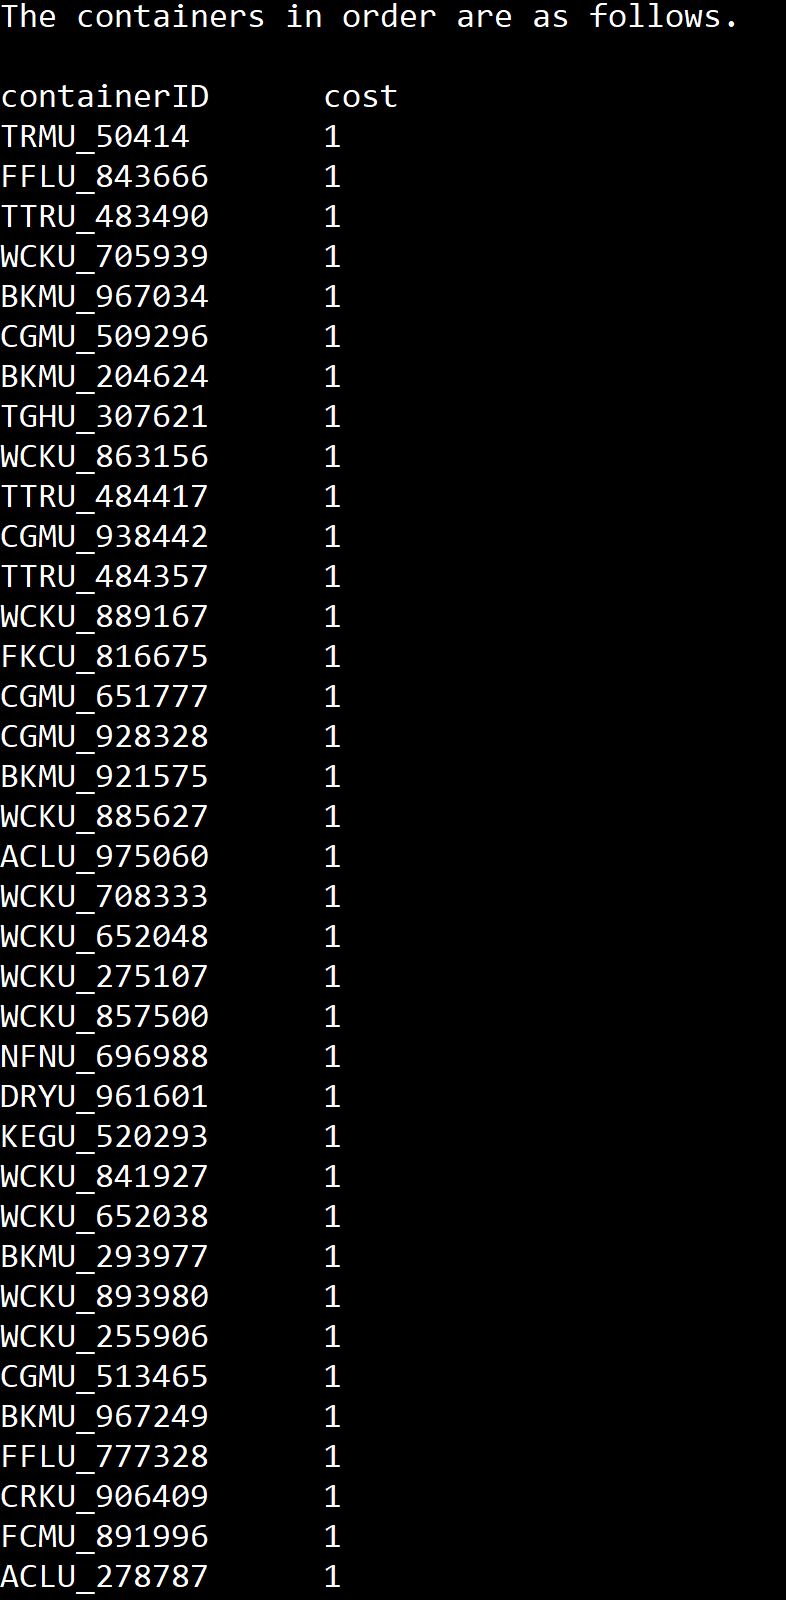 The containers in order are as follows.
containerID cost
TRMU_50414 1
FFLU_843666 1
TTRU_483490 1
WCKU_705939 1
BKMU_967034 1
CGMU_509296 1
BKMU_204624 1
TGHU_307621 1
WCKU_863156 1
TTRU_484417 1
CGMU_938442 1
TTRU_484357 1
WCKU_889167 1
FKCU_816675 1
CGMU_651777 1
CGMU_928328 1
BKMU_921575 1
WCKU_885627 1
ACLU_975060 1
WCKU_708333 1
WCKU_652048 1
WCKU_275107 1
WCKU_857500 1
NFNU_696988 1
DRYU_961601 1
KEGU_520293 1
WCKU_841927 1
WCKU_652038 1
BKMU_293977 1
WCKU_893980 1
WCKU_255906 1
CGMU_513465 1
BKMU_967249 1
FFLU_777328 1
CRKU_906409 1
FCMU_891996 1
ACLU_278787 1